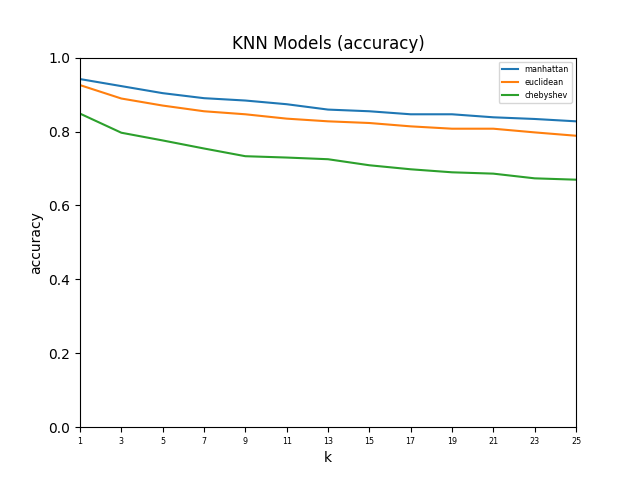 KNN Models (accuracy)
manhattan
euclidean
chebyshev
1.0
0.8
0.6
0.4
0.2
0.0
accuracy
1 3 5 7 9 11 13 15 17 19 21 23 25
k